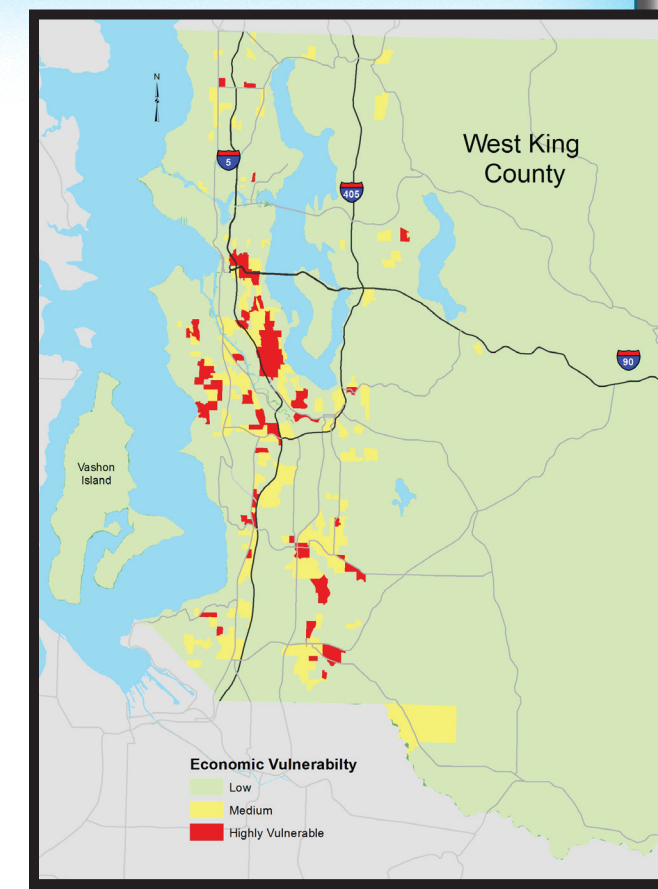 N
West King
County
5
405
90
Vashon
Island
Economic Vulnerabilty
Low
Medium
Highly Vulnerable